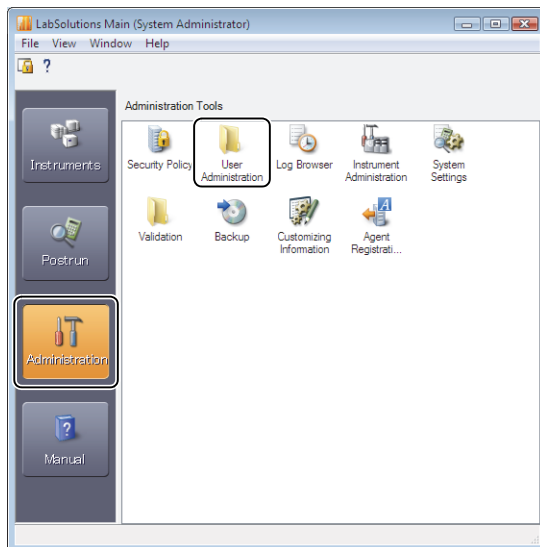 LabSolutions Main (System Administrator)
File View Window Help
?
Administration Tools
Instruments
Postrun
Administration
Manual
Security Policy
User
Administration
Log Browser
Instrument
Administration
System
Settings
Validation
Backup
Customizing
Information
Agent
Registrati...